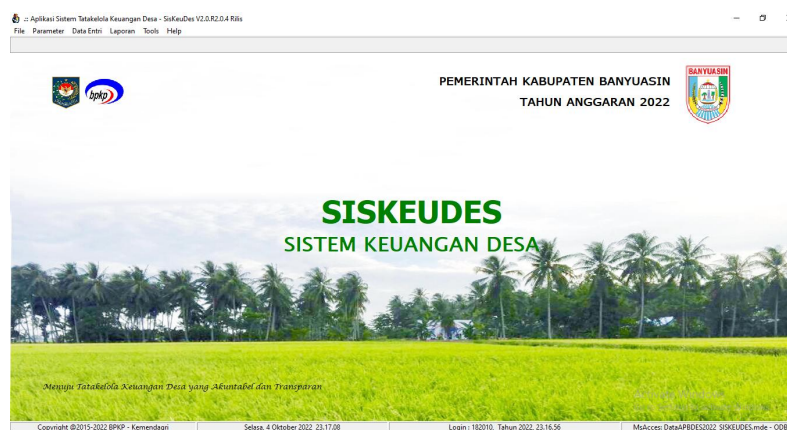 .:: Aplikasi Sistem Tatakelola Keuangan Desa - SisKeuDes V2.0.R2.0.4 Rilis
File Parameter Data Entri Laporan Tools Help
bpkp
PEMERINTAH KABUPATEN BANYUASIN
TAHUN ANGGARAN 2022
BANYUASIN
SISKEUDES
SISTEM KEUANGAN DESA
Menuju Tatakelola Keuangan Desa yang Akuntabel dan Transparan
Copyright @2015-2022 BPKP - Kemendagri
Selasa, 4 Oktober 2022 23.17.08
Login : 182010, Tahun 2022, 23.16.56
MsAcces: DataAPBDES2022_SISKEUDES.mde - ODB